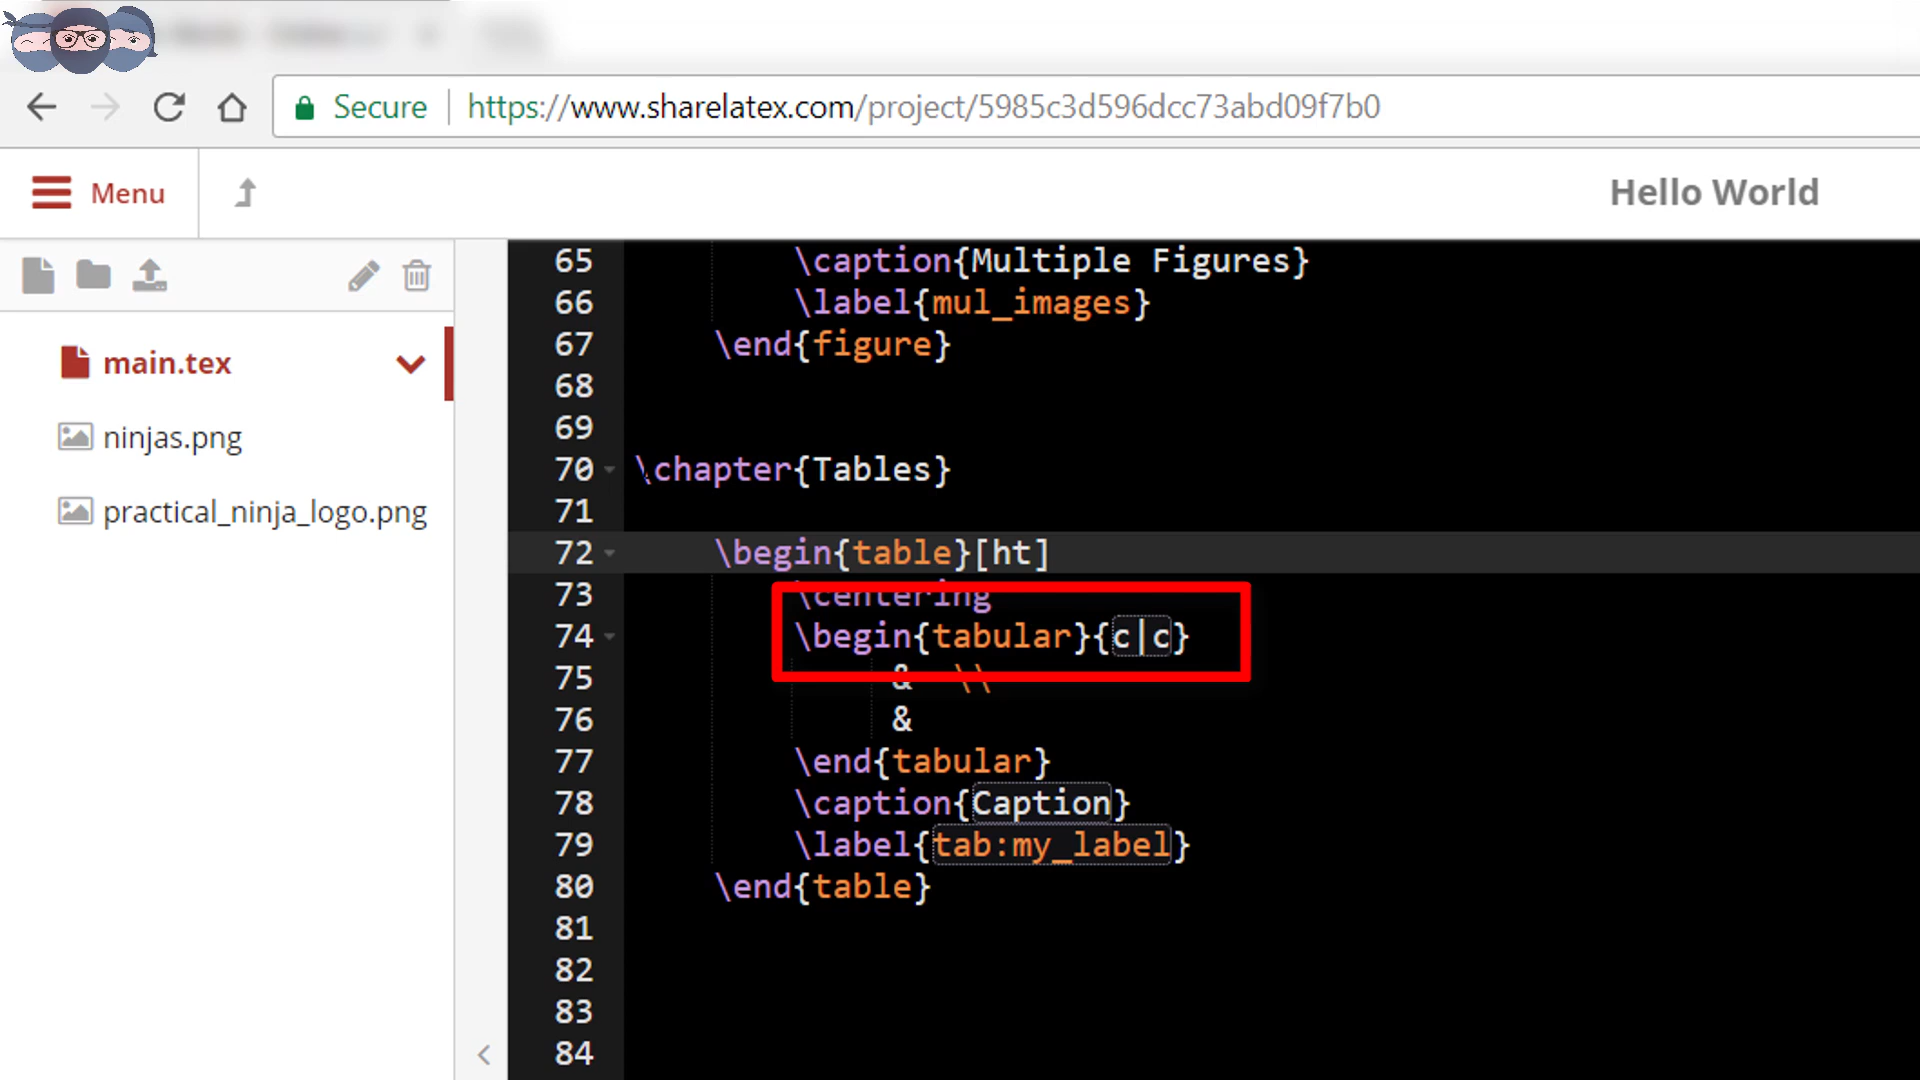 Secure https://www.sharelatex.com/project/5985c3d596dcc73abd09f7b0
Menu
Hello World
main.tex
ninjas.png
practical_ninja_logo.png
65 \caption{Multiple Figures}
66 \label{mul_images}
67 \end{figure}
68
69
70 \chapter{Tables}
71
72 \begin{table}[ht]
73 \centering
74 \begin{tabular}{c|c}
75 & \\
76 &
77 \end{tabular}
78 \caption{Caption}
79 \label{tab:my_label}
80 \end{table}
81
82
83
84